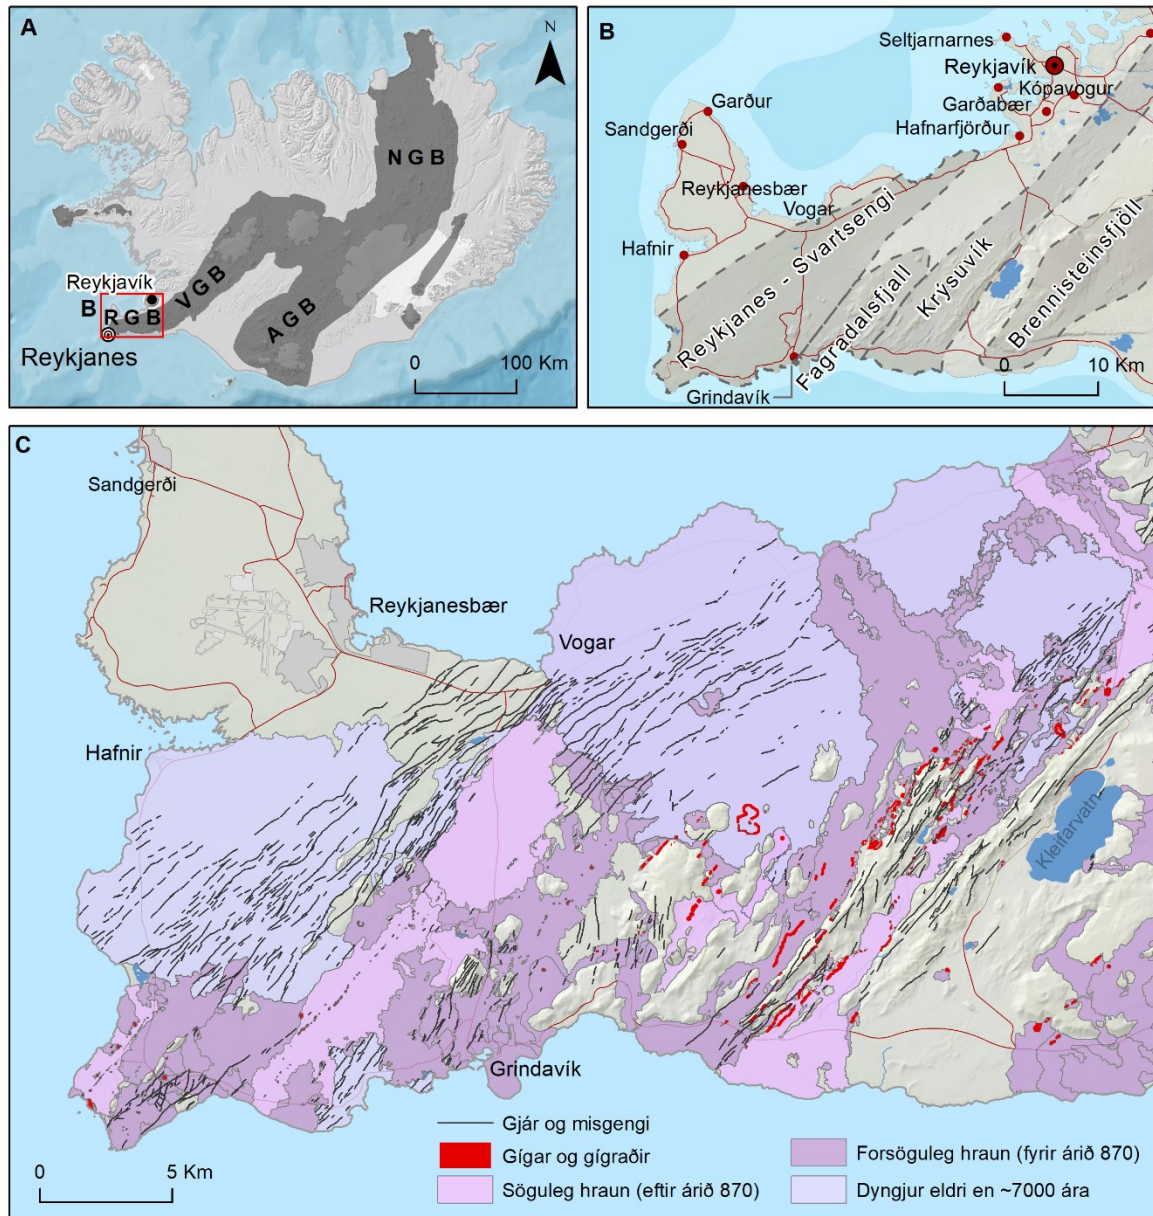 A
N
N G B
Reykjavík
V G B
B
R G B
A G B
Reykjanes
0
100 Km
B
Seltjarnarnes
Reykjavík
Kópavogur
Garður
Garðabær
Sandgerði
Hafnarfjörður
Reykjanesbær
Vogar
Hafnir
Reykjanes - Svartsengi
Fagradalsfjall
Krýsuvík
Brennisteinsfjöll
Grindavík
0
10 Km
C
Sandgerði
Reykjanesbær
Vogar
Hafnir
Kleifarvatn
Grindavík
0
5 Km
Gjár og misgengi
Gígar og gígraðir
Söguleg hraun (eftir árið 870)
Forsöguleg hraun (fyrir árið 870)
Dyngjur eldri en ~7000 ára